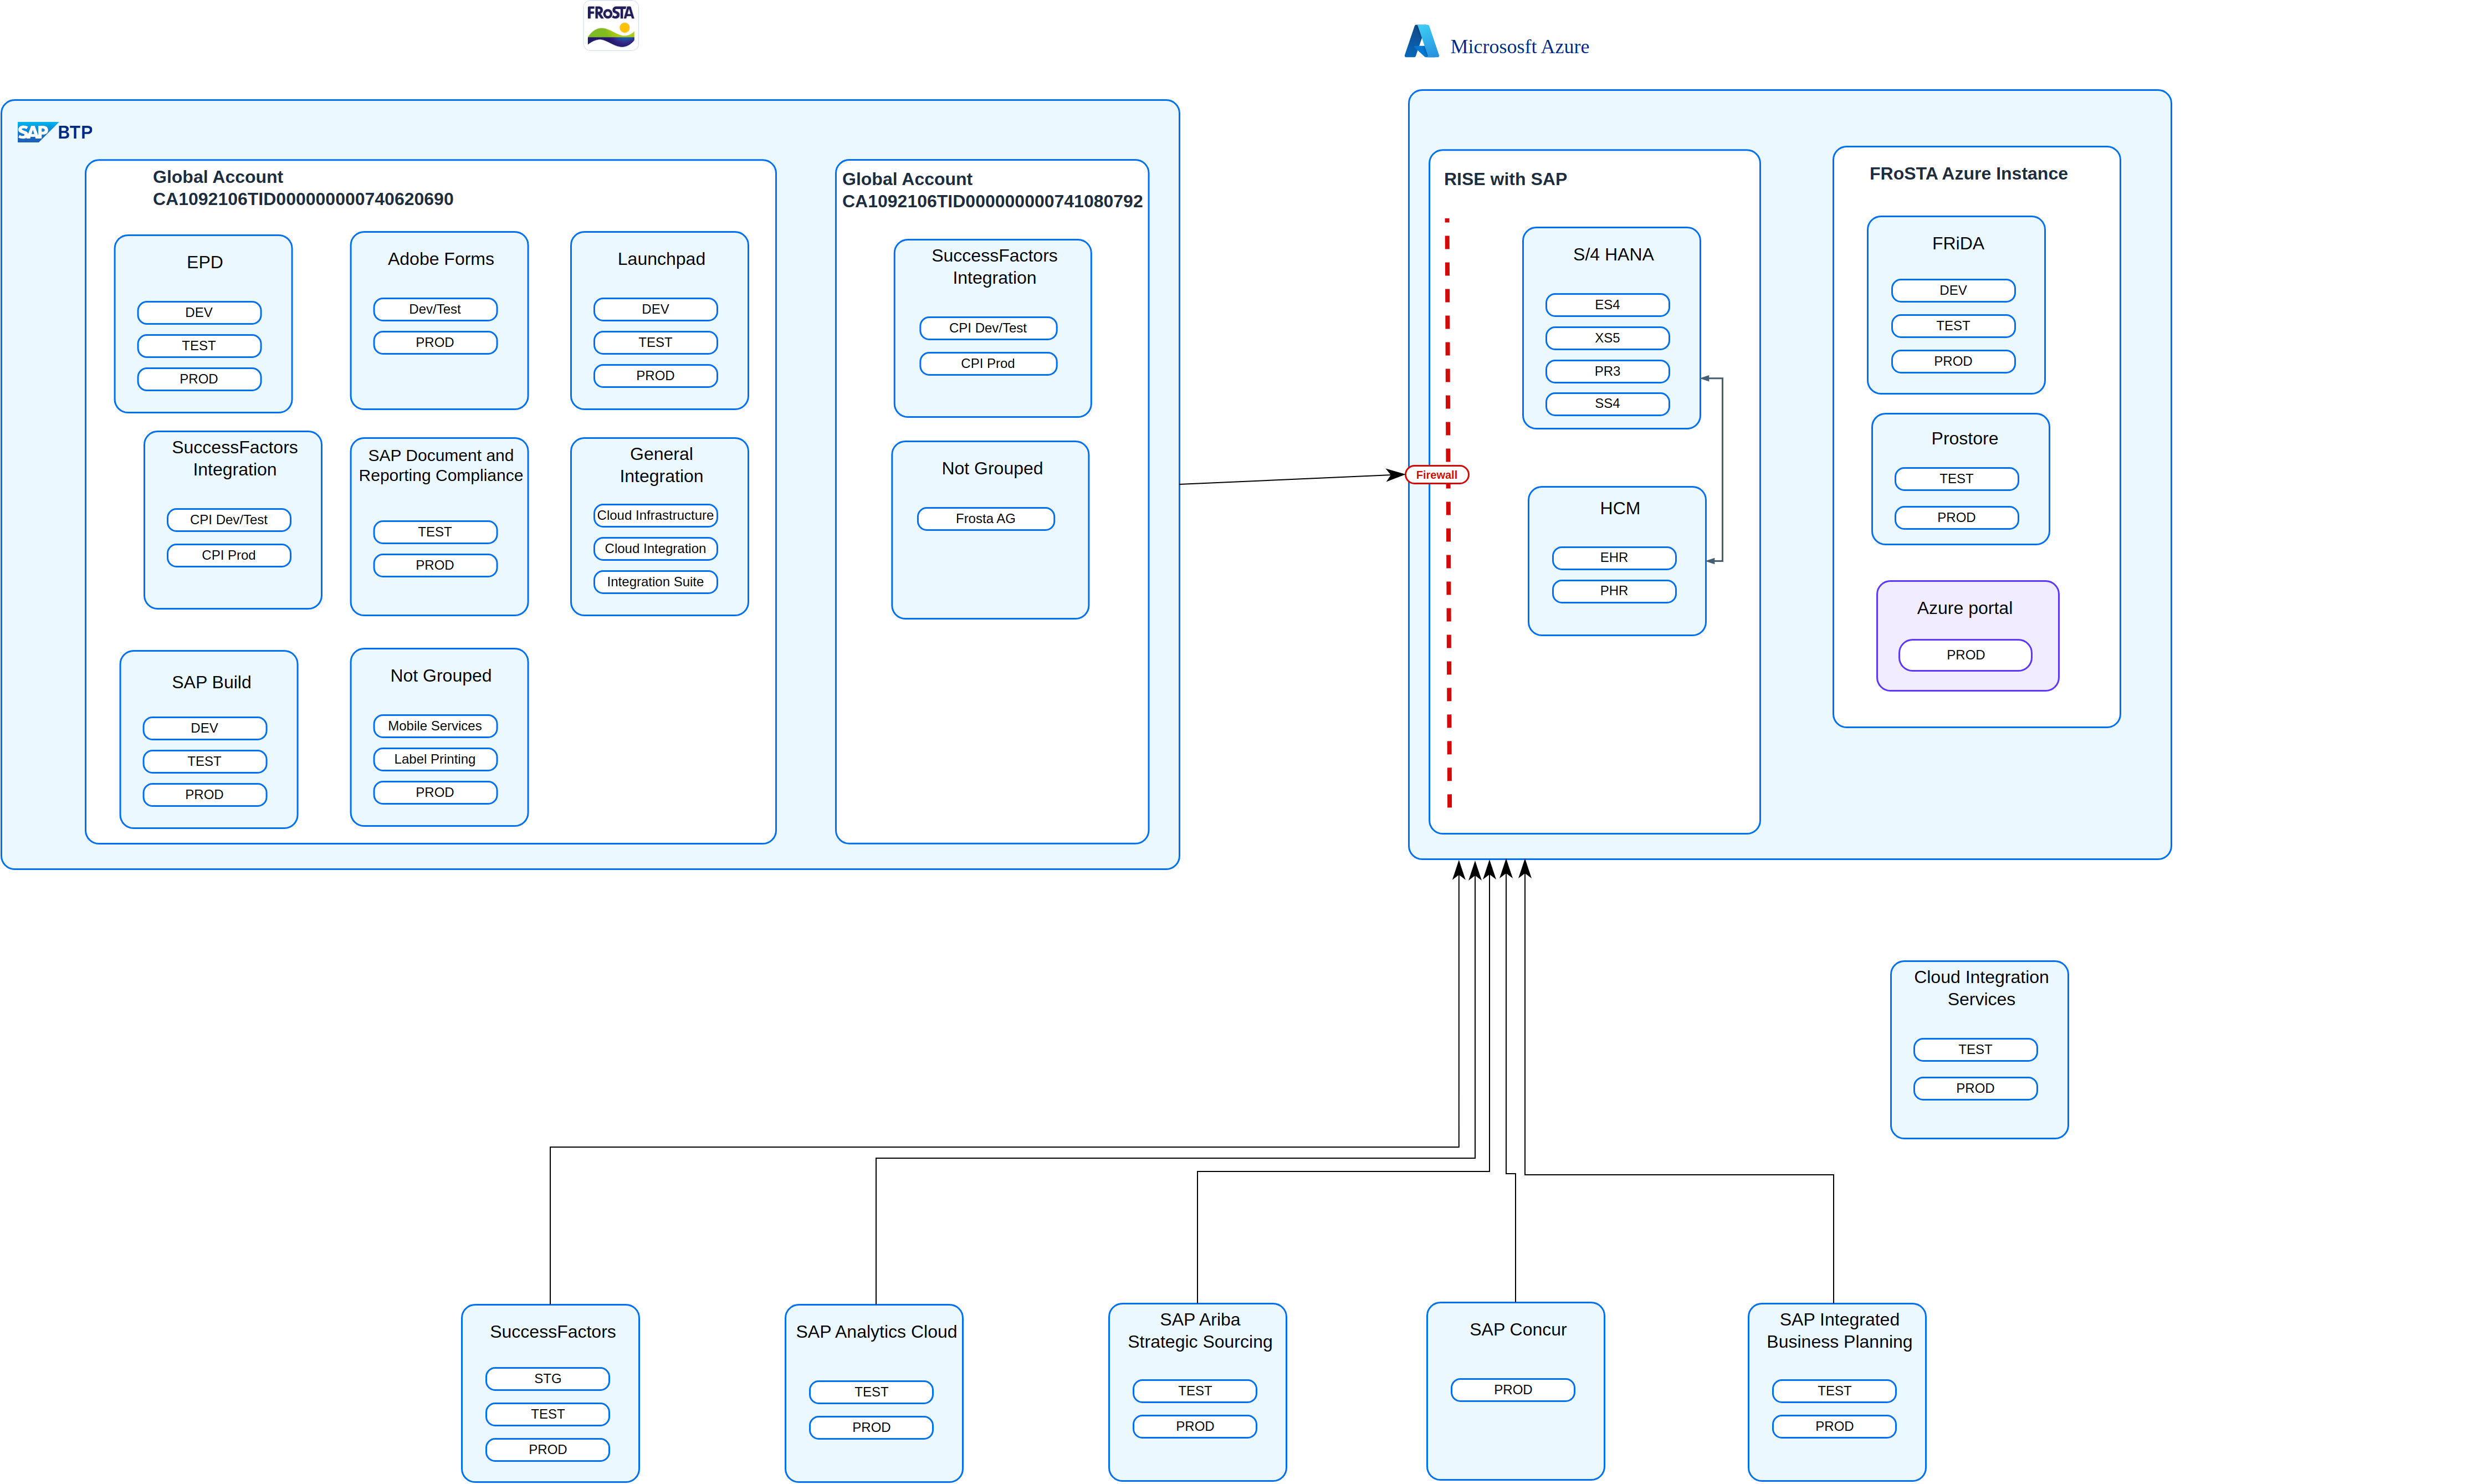 FRoSTA
Micrososft Azure
SAP BTP
Global Account
CA1092106TID000000000740620690
EPD
DEV
TEST
PROD
Adobe Forms
Dev/Test
PROD
Launchpad
DEV
TEST
PROD
SuccessFactors
Integration
CPI Dev/Test
CPI Prod
SAP Document and
Reporting Compliance
TEST
PROD
General
Integration
Cloud Infrastructure
Cloud Integration
Integration Suite
SAP Build
DEV
TEST
PROD
Not Grouped
Mobile Services
Label Printing
PROD
Global Account
CA1092106TID000000000741080792
SuccessFactors
Integration
CPI Dev/Test
CPI Prod
Not Grouped
Frosta AG
RISE with SAP
Firewall
S/4 HANA
ES4
XS5
PR3
SS4
HCM
EHR
PHR
FRoSTA Azure Instance
FRiDA
DEV
TEST
PROD
Prostore
TEST
PROD
Azure portal
PROD
Cloud Integration
Services
TEST
PROD
SuccessFactors
STG
TEST
PROD
SAP Analytics Cloud
TEST
PROD
SAP Ariba
Strategic Sourcing
TEST
PROD
SAP Concur
PROD
SAP Integrated
Business Planning
TEST
PROD